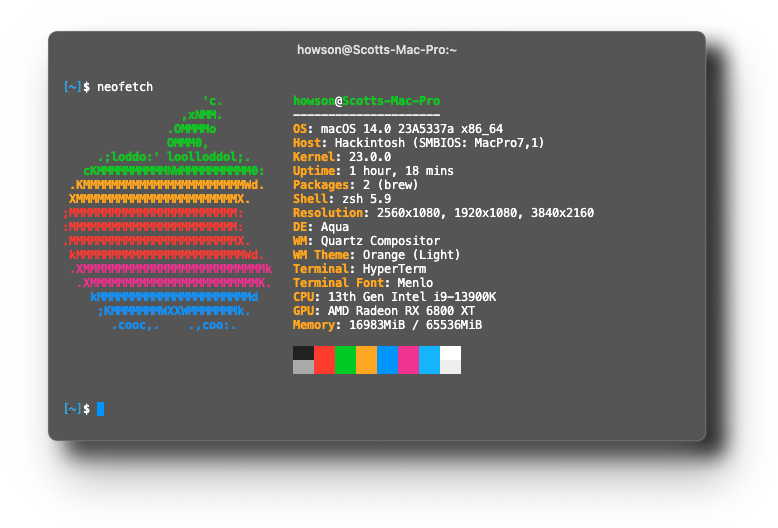 howson@Scotts-Mac-Pro:~
[~]$ neofetch
'c.
,xNMM.
.OMMMMo
OMMM0,
.;loddo:' loolloddol;.
cKMMMMMMMMMMNWMMMMMMMMMM0:
.KMMMMMMMMMMMMMMMMMMMMMMMWd.
XMMMMMMMMMMMMMMMMMMMMMMMX.
;MMMMMMMMMMMMMMMMMMMMMMMM:
:MMMMMMMMMMMMMMMMMMMMMMMM:
.MMMMMMMMMMMMMMMMMMMMMMMMX.
kMMMMMMMMMMMMMMMMMMMMMMMMWd.
.XMMMMMMMMMMMMMMMMMMMMMMMMMMk
.XMMMMMMMMMMMMMMMMMMMMMMMMK.
kMMMMMMMMMMMMMMMMMMMMMMd
;KMMMMMMMWXXWMMMMMMMk.
.cooc,.    .,coo:.
howson@Scotts-Mac-Pro
---------------------
OS: macOS 14.0 23A5337a x86_64
Host: Hackintosh (SMBIOS: MacPro7,1)
Kernel: 23.0.0
Uptime: 1 hour, 18 mins
Packages: 2 (brew)
Shell: zsh 5.9
Resolution: 2560x1080, 1920x1080, 3840x2160
DE: Aqua
WM: Quartz Compositor
WM Theme: Orange (Light)
Terminal: HyperTerm
Terminal Font: Menlo
CPU: 13th Gen Intel i9-13900K
GPU: AMD Radeon RX 6800 XT
Memory: 16983MiB / 65536MiB
[~]$